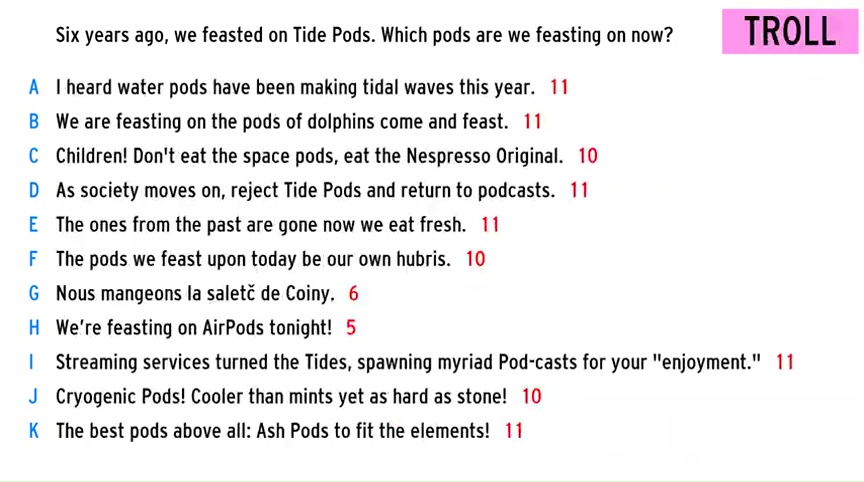 Six years ago, we feasted on Tide Pods. Which pods are we feasting on now?
TROLL
A I heard water pods have been making tidal waves this year. 11
B We are feasting on the pods of dolphins come and feast. 11
C Children! Don't eat the space pods, eat the Nespresso Original. 10
D As society moves on, reject Tide Pods and return to podcasts. 11
E The ones from the past are gone now we eat fresh. 11
F The pods we feast upon today be our own hubris. 10
G Nous mangeons la saletč de Coiny. 6
H We're feasting on AirPods tonight! 5
I Streaming services turned the Tides, spawning myriad Pod-casts for your "enjoyment." 11
J Cryogenic Pods! Cooler than mints yet as hard as stone! 10
K The best pods above all: Ash Pods to fit the elements! 11